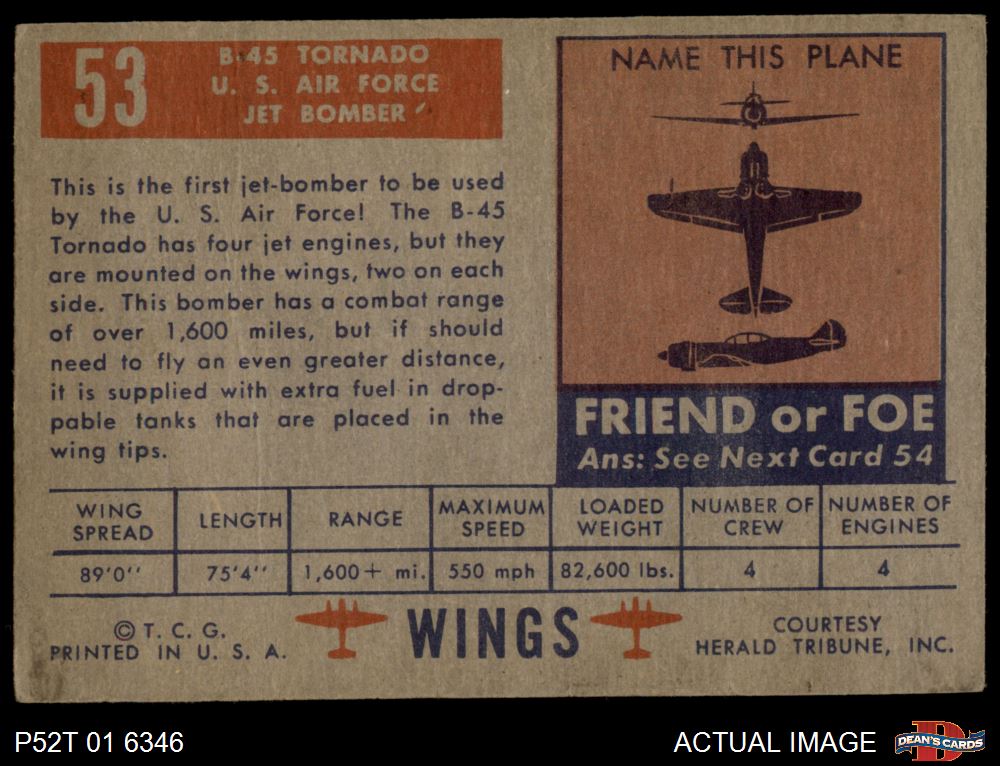 53
B-45 TORNADO
U. S. AIR FORCE
JET BOMBER
This is the first jet-bomber to be used
by the U. S. Air Force! The B-45
Tornado has four jet engines, but they
are mounted on the wings, two on each
side. This bomber has a combat range
of over 1,600 miles, but if should
need to fly an even greater distance,
it is supplied with extra fuel in drop-
pable tanks that are placed in the
wing tips.
NAME THIS PLANE
FRIEND or FOE
Ans: See Next Card 54
WING SPREAD LENGTH RANGE MAXIMUM SPEED LOADED WEIGHT NUMBER OF CREW NUMBER OF ENGINES
89'0'' 75'4'' 1,600+ mi. 550 mph 82,600 lbs. 4 4
© T. C. G.
PRINTED IN U. S. A.
WINGS
COURTESY
HERALD TRIBUNE, INC.
P52T 01 6346
ACTUAL IMAGE
DEAN'S CARDS